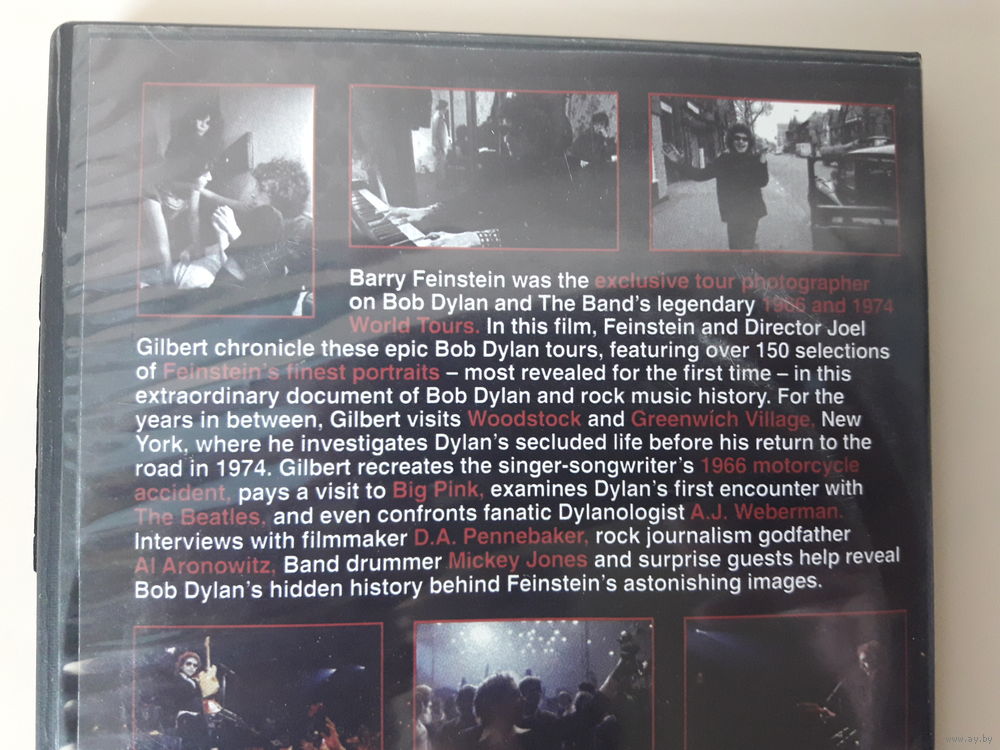 Barry Feinstein was the exclusive tour photographer
on Bob Dylan and The Band's legendary 1966 and 1974
World Tours. In this film, Feinstein and Director Joel
Gilbert chronicle these epic Bob Dylan tours, featuring over 150 selections
of Feinstein's finest portraits – most revealed for the first time – in this
extraordinary document of Bob Dylan and rock music history. For the
years in between, Gilbert visits Woodstock and Greenwich Village, New
York, where he investigates Dylan's secluded life before his return to the
road in 1974. Gilbert recreates the singer-songwriter's 1966 motorcycle
accident, pays a visit to Big Pink, examines Dylan's first encounter with
The Beatles, and even confronts fanatic Dylanologist A.J. Weberman.
Interviews with filmmaker D.A. Pennebaker, rock journalism godfather
Al Aronowitz, Band drummer Mickey Jones and surprise guests help reveal
Bob Dylan's hidden history behind Feinstein's astonishing images.
www.ay.by